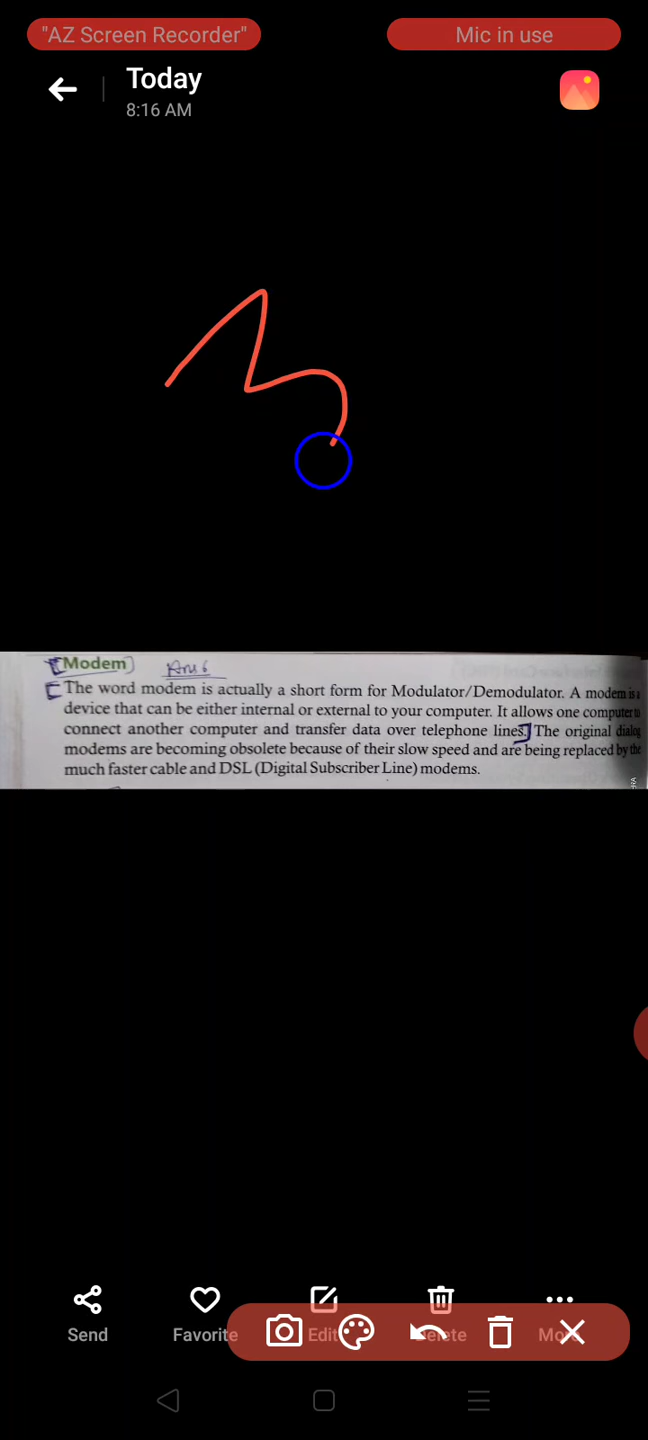 "AZ Screen Recorder" Mic in use
Today
8:16 AM
[Modem] Ans 6
[The word modem is actually a short form for Modulator/Demodulator. A modem is a
device that can be either internal or external to your computer. It allows one computer to
connect another computer and transfer data over telephone lines.] The original dialog
modems are becoming obsolete because of their slow speed and are being replaced by the
much faster cable and DSL (Digital Subscriber Line) modems.
Send Favorite Edit Delete More